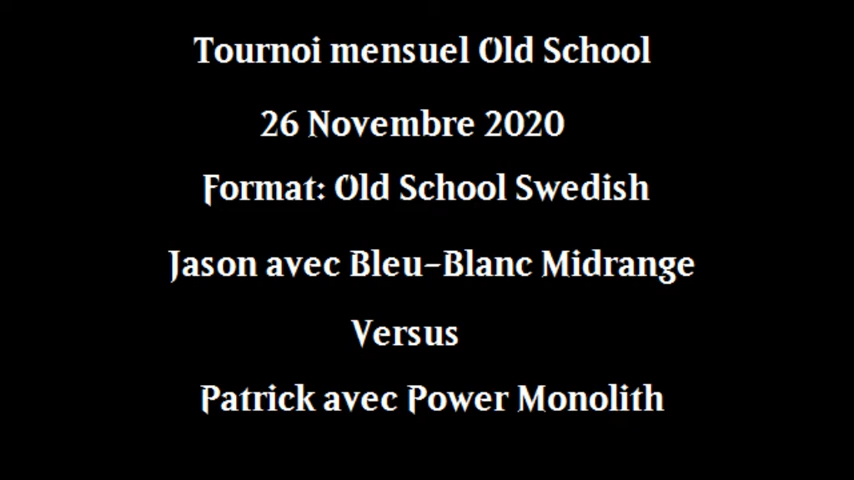 Tournoi mensuel Old School
26 Novembre 2020
Format: Old School Swedish
Jason avec Bleu-Blanc Midrange
Versus
Patrick avec Power Monolith